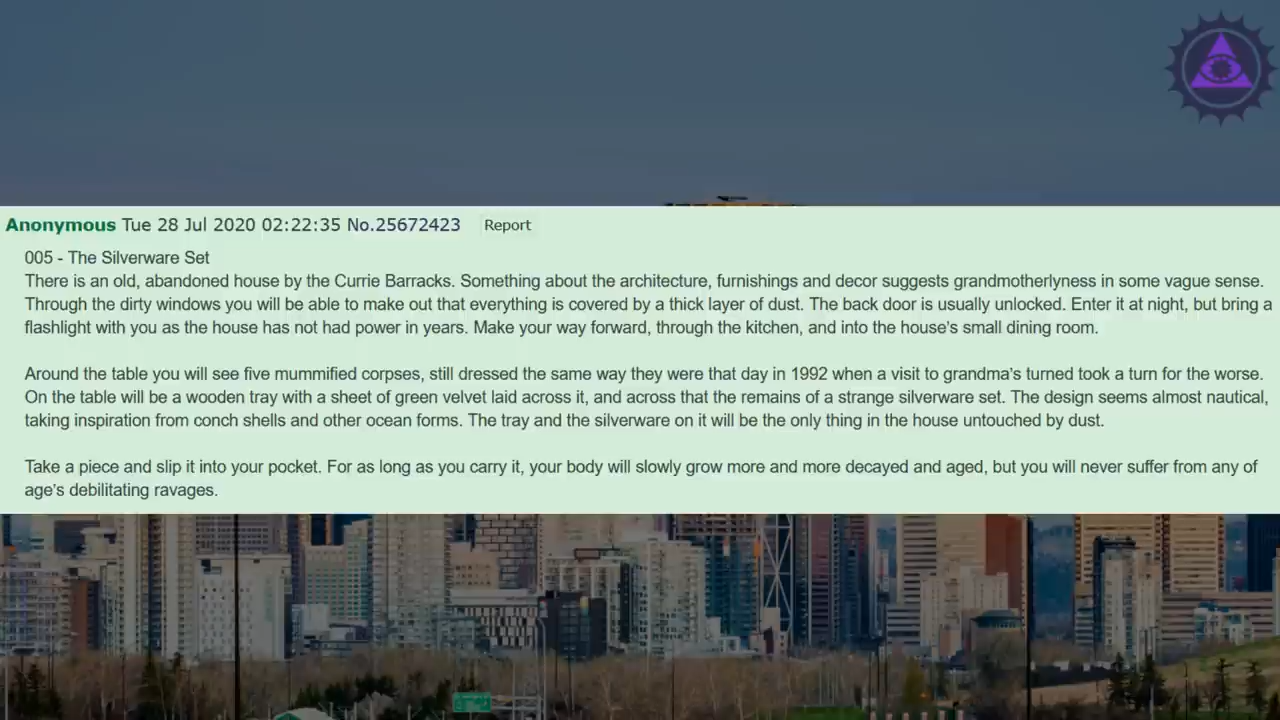 Anonymous Tue 28 Jul 2020 02:22:35 No.25672423 Report
005 - The Silverware Set
There is an old, abandoned house by the Currie Barracks. Something about the architecture, furnishings and decor suggests grandmotherlyness in some vague sense.
Through the dirty windows you will be able to make out that everything is covered by a thick layer of dust. The back door is usually unlocked. Enter it at night, but bring a
flashlight with you as the house has not had power in years. Make your way forward, through the kitchen, and into the house's small dining room.
Around the table you will see five mummified corpses, still dressed the same way they were that day in 1992 when a visit to grandma's turned took a turn for the worse.
On the table will be a wooden tray with a sheet of green velvet laid across it, and across that the remains of a strange silverware set. The design seems almost nautical,
taking inspiration from conch shells and other ocean forms. The tray and the silverware on it will be the only thing in the house untouched by dust.
Take a piece and slip it into your pocket. For as long as you carry it, your body will slowly grow more and more decayed and aged, but you will never suffer from any of
age's debilitating ravages.